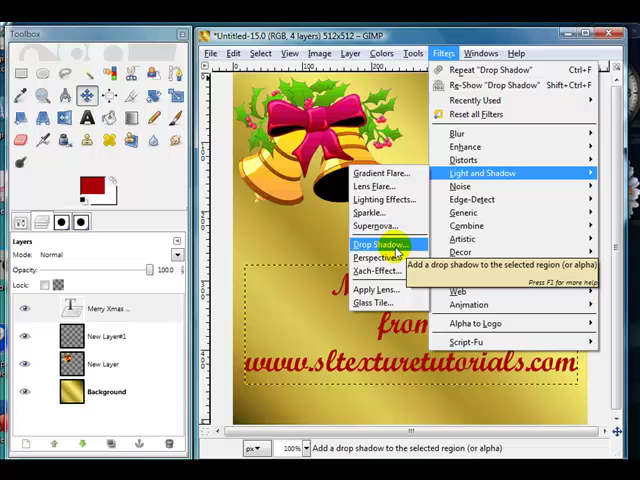 Toolbox
*Untitled-15.0 (RGB, 4 layers) 512x512 – GIMP
File Edit Select View Image Layer Colors Tools Filters Windows Help
Repeat "Drop Shadow" Ctrl+F
Re-Show "Drop Shadow" Shift+Ctrl+F
Recently Used
Reset all Filters
Blur
Enhance
Distorts
Light and Shadow
Noise
Edge-Detect
Generic
Combine
Artistic
Decor
Web
Animation
Alpha to Logo
Script-Fu
Gradient Flare...
Lens Flare...
Lighting Effects...
Sparkle...
Supernova...
Drop Shadow...
Perspective...
Xach-Effect...
Apply Lens...
Glass Tile...
Add a drop shadow to the selected region (or alpha)
Press F1 for more help
Layers
Mode: Normal
Opacity: 100.0
Lock:
Merry Xmas ...
New Layer#1
New Layer
Background
M
from
www.sltexturetutorials.com
px 100% Add a drop shadow to the selected region (or alpha)